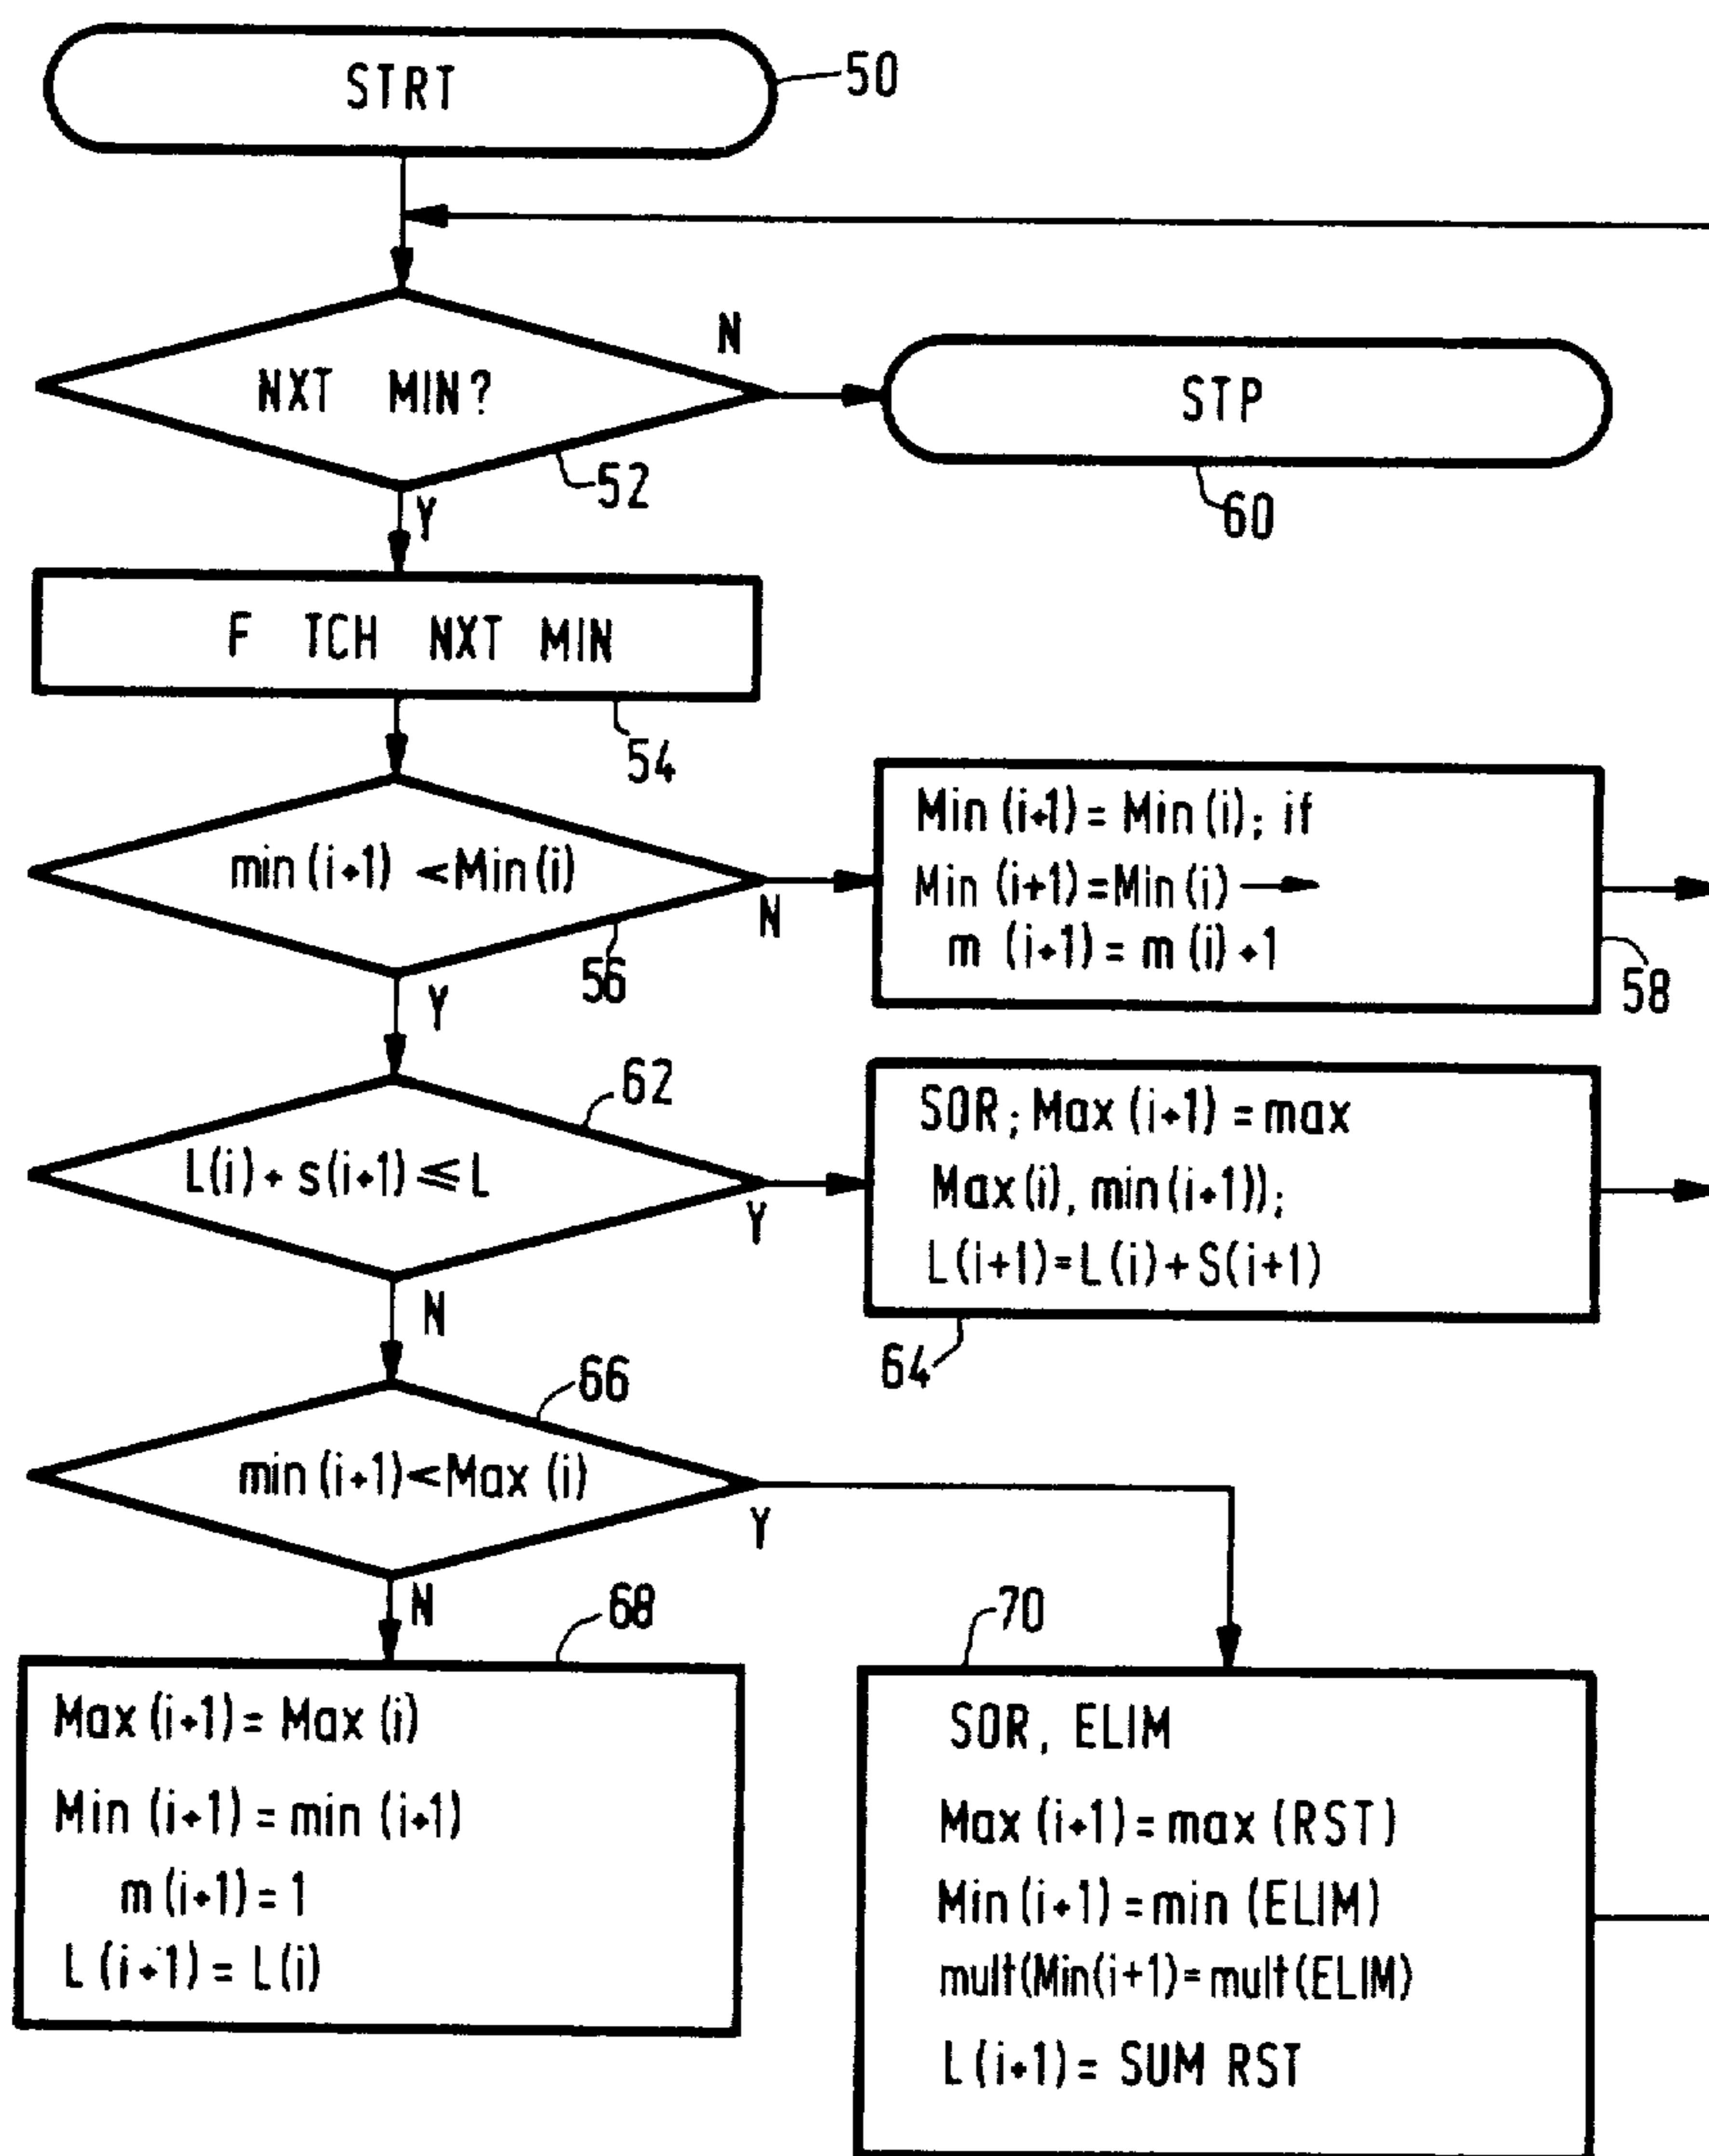 STRT
50
N
NXT MIN?
STP
52
60
Y
F TCH NXT MIN
54
min (i+1) < Min (i)
N
56
Y
Min (i+1) = Min (i); if
Min (i+1) = Min (i) →
m (i+1) = m (i) + 1
58
62
L(i) + s(i+1) ≤ L
Y
N
SOR; Max (i+1) = max
Max (i), min (i+1));
L(i+1)=L(i)+S(i+1)
64
66
min (i+1) < Max (i)
Y
N
68
Max (i+1) = Max (i)
Min (i+1) = min (i+1)
m (i+1) = 1
L (i+1) = L(i)
70
SOR, ELIM
Max (i+1) = max (RST)
Min (i+1) = min (ELIM)
mult(Min(i+1)=mult(ELIM)
L (i+1) = SUM RST